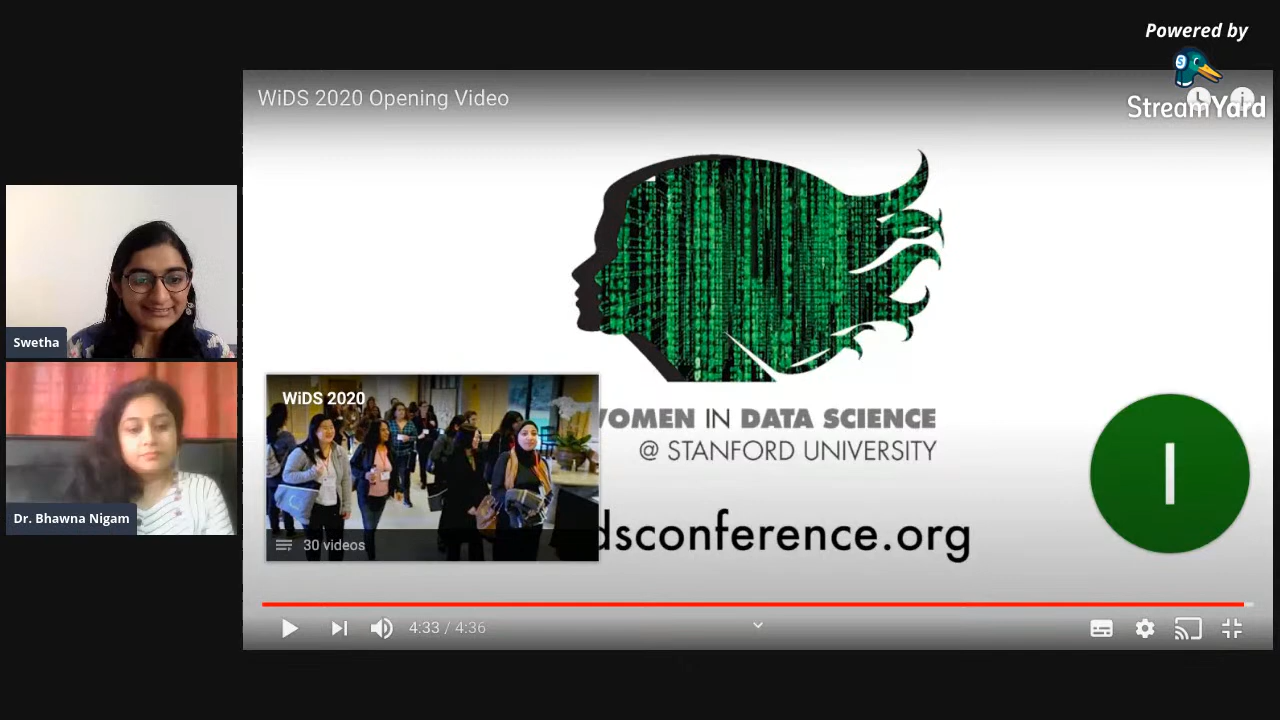 Powered by
StreamYard
WiDS 2020 Opening Video
Swetha
Dr. Bhawna Nigam
WiDS 2020
30 videos
WOMEN IN DATA SCIENCE
@ STANFORD UNIVERSITY
dsconference.org
I
4:33 / 4:36